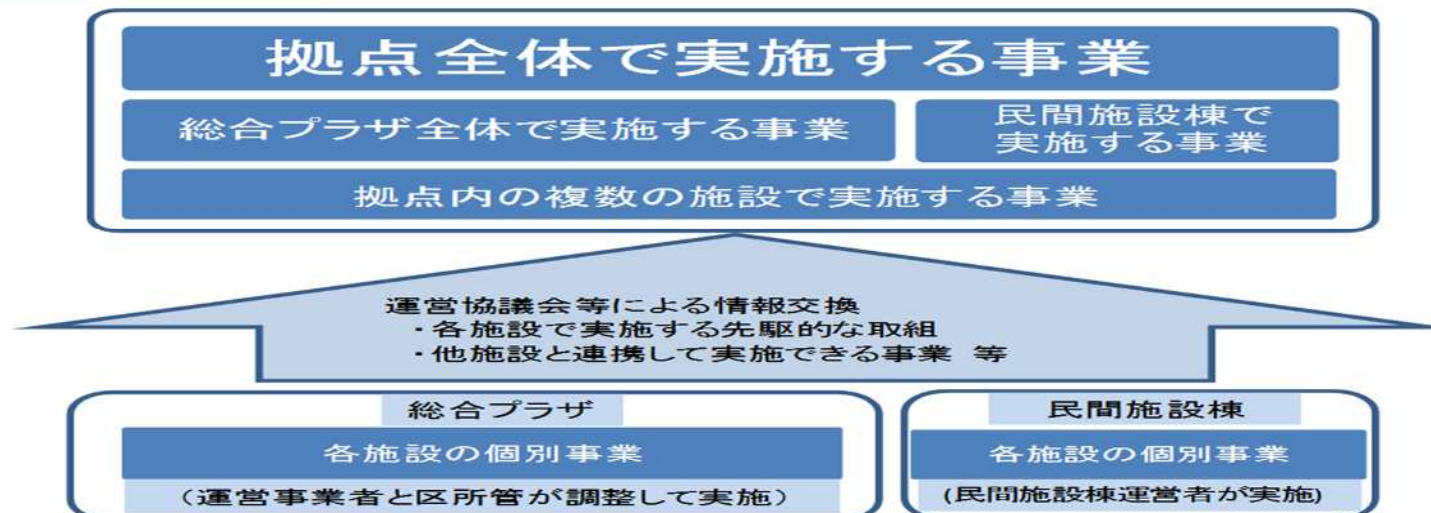 拠点全体で実施する事業
総合プラザ全体で実施する事業
民間施設棟で
実施する事業
拠点内の複数の施設で実施する事業
運営協議会等による情報交換
・各施設で実施する先駆的な取組
・他施設と連携して実施できる事業 等
総合プラザ
各施設の個別事業
（運営事業者と区所管が調整して実施）
民間施設棟
各施設の個別事業
(民間施設棟運営者が実施)